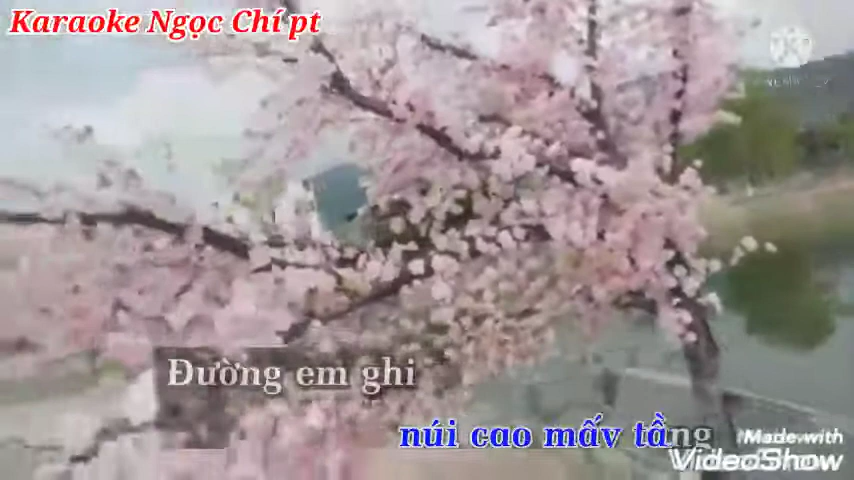 Karaoke Ngọc Chí pt
Đường em ghi
núi cao mấy tầng
Made with
VideoShow